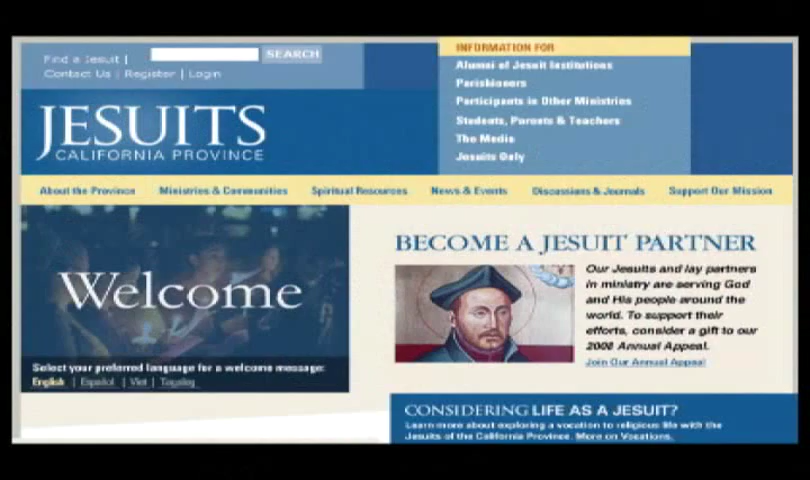 Find a Jesuit |
SEARCH
Contact Us | Register | Login
INFORMATION FOR
Alumni of Jesuit Institutions
Parishioners
Participants in Other Ministries
Students, Parents & Teachers
The Media
Jesuits Only
JESUITS
CALIFORNIA PROVINCE
About the Province
Ministries & Communities
Spiritual Resources
News & Events
Discussions & Journals
Support Our Mission
Welcome
Select your preferred language for a welcome message:
English | Español | Viet | Tagalog
BECOME A JESUIT PARTNER
Our Jesuits and lay partners
in ministry are serving God
and His people around the
world. To support their
efforts, consider a gift to our
2008 Annual Appeal.
Join Our Annual Appeal
CONSIDERING LIFE AS A JESUIT?
Learn more about exploring a vocation to religious life with the
Jesuits of the California Province. More on Vocations.